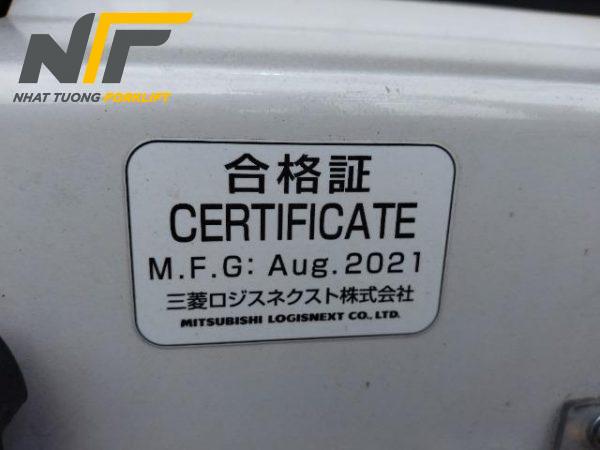 NTF
NHAT TUONG FORKLIFT
合格証
CERTIFICATE
M.F.G: Aug.2021
三菱ロジスネクスト株式会社
MITSUBISHI LOGISNEXT CO., LTD.